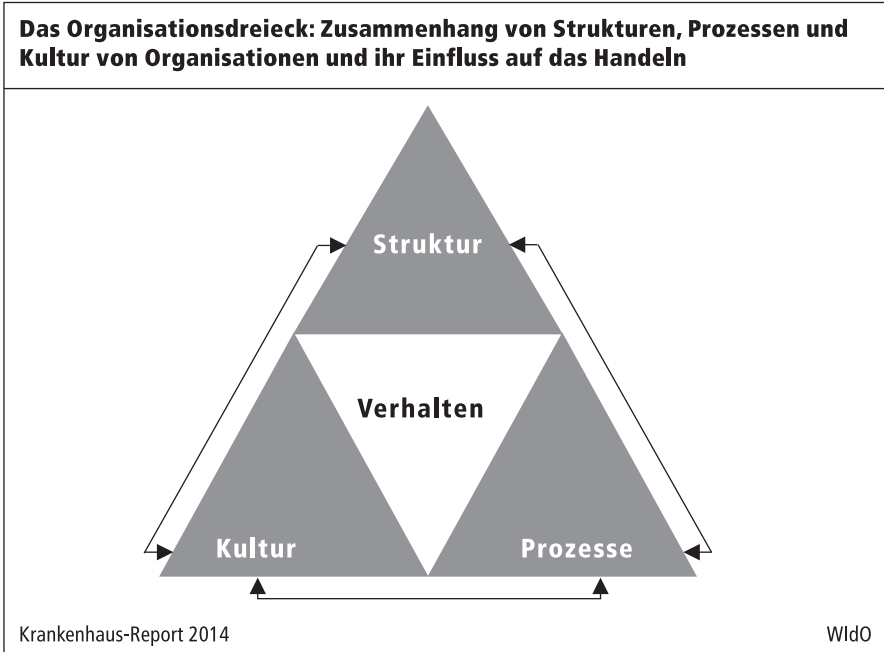 Das Organisationsdreieck: Zusammenhang von Strukturen, Prozessen und
Kultur von Organisationen und ihr Einfluss auf das Handeln
Struktur
Verhalten
Kultur
Prozesse
Krankenhaus-Report 2014
WIdO